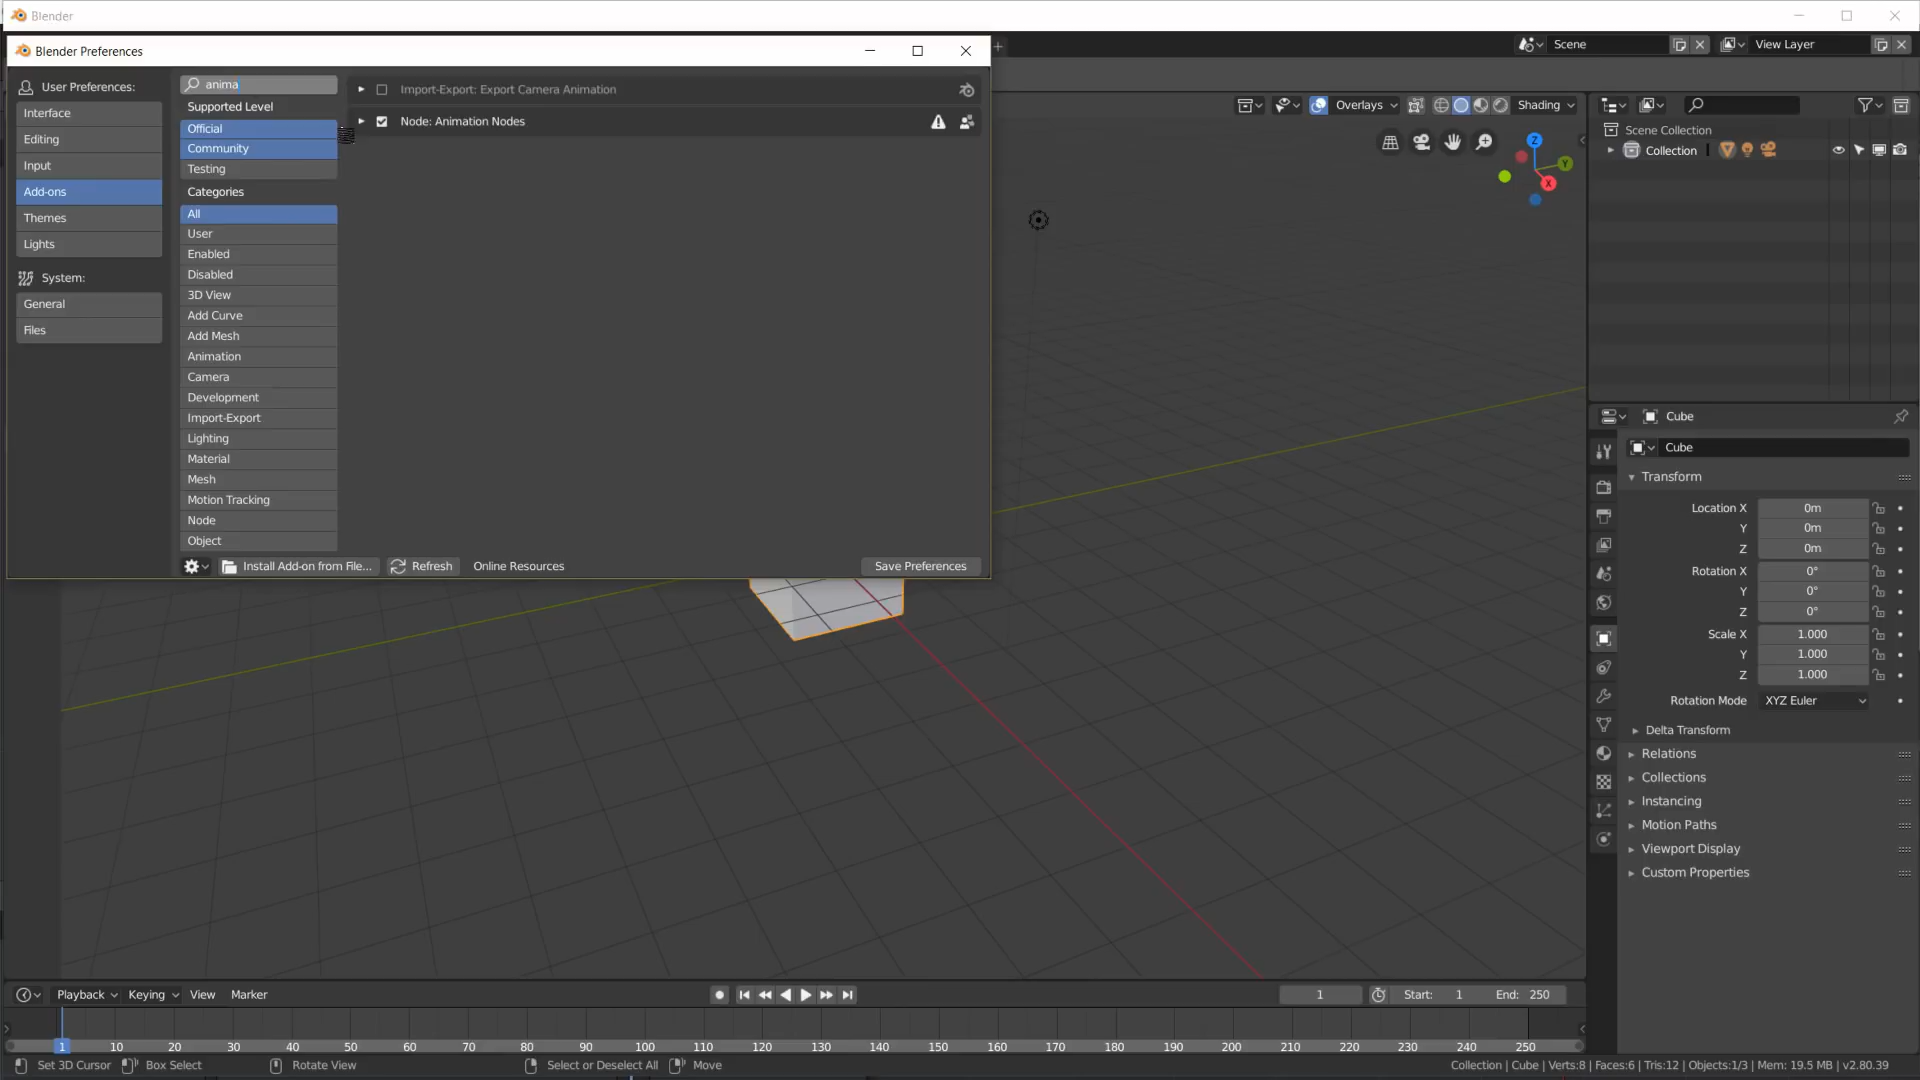 Blender
Blender Preferences
Scene
View Layer
User Preferences:
Interface
Editing
Input
Add-ons
Themes
Lights
System:
General
Files
anima
Supported Level
Official
Community
Testing
Categories
All
User
Enabled
Disabled
3D View
Add Curve
Add Mesh
Animation
Camera
Development
Import-Export
Lighting
Material
Mesh
Motion Tracking
Node
Object
Import-Export: Export Camera Animation
Node: Animation Nodes
Install Add-on from File...
Refresh
Online Resources
Save Preferences
Overlays
Shading
Z
Y
X
Scene Collection
Collection
Cube
Cube
Transform
Location X 0m
Y 0m
Z 0m
Rotation X 0°
Y 0°
Z 0°
Scale X 1.000
Y 1.000
Z 1.000
Rotation Mode XYZ Euler
Delta Transform
Relations
Collections
Instancing
Motion Paths
Viewport Display
Custom Properties
Playback Keying View Marker
1 Start: 1 End: 250
1 10 20 30 40 50 60 70 80 90 100 110 120 130 140 150 160 170 180 190 200 210 220 230 240 250
Set 3D Cursor Box Select Rotate View Select or Deselect All Move
Collection | Cube | Verts:8 | Faces:6 | Tris:12 | Objects:1/3 | Mem: 19.5 MB | v2.80.39